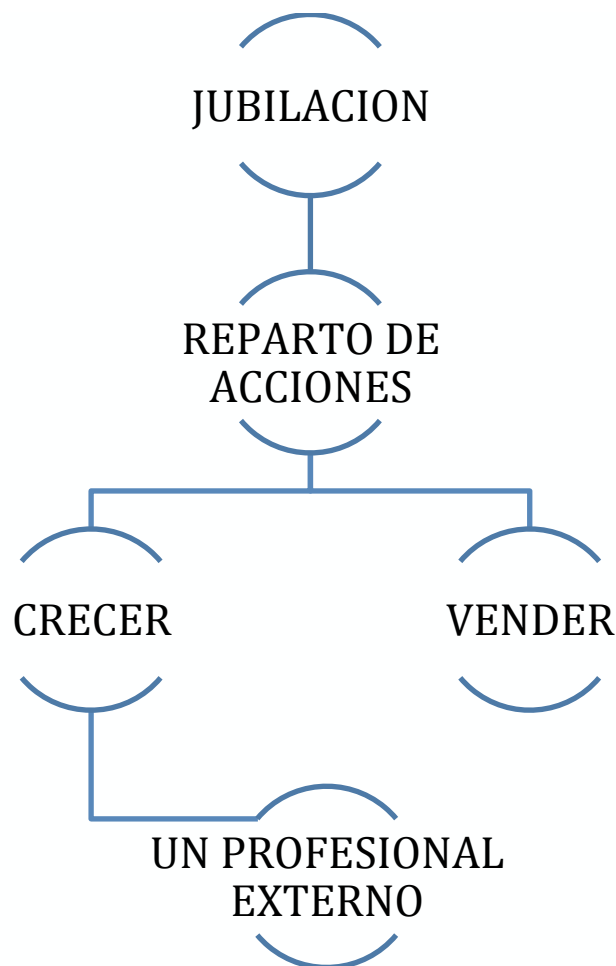 JUBILACION
REPARTO DE
ACCIONES
CRECER
VENDER
UN PROFESIONAL
EXTERNO